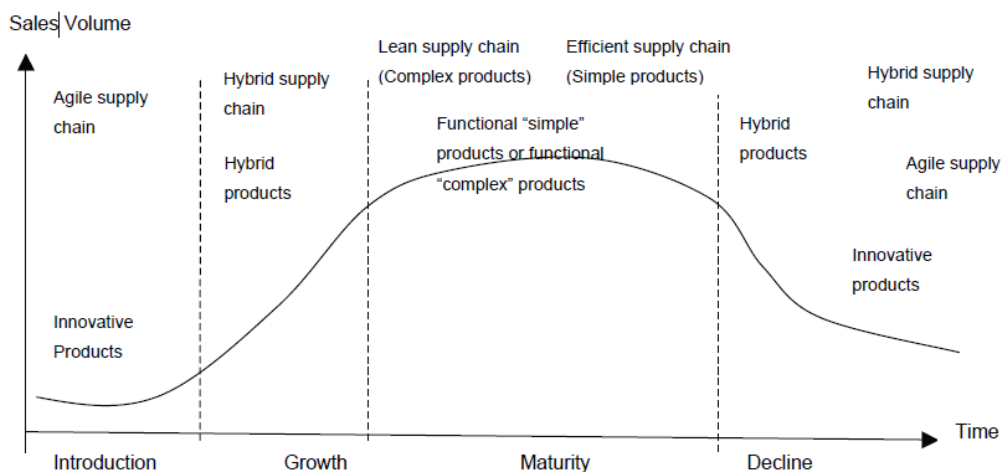 Sales Volume
Lean supply chain
(Complex products)
Efficient supply chain
(Simple products)
Hybrid supply
chain
Hybrid supply
chain
Agile supply
chain
Functional “simple”
products or functional
“complex” products
Hybrid
products
Hybrid
products
Agile supply
chain
Innovative
products
Innovative
Products
Time
Introduction
Growth
Maturity
Decline